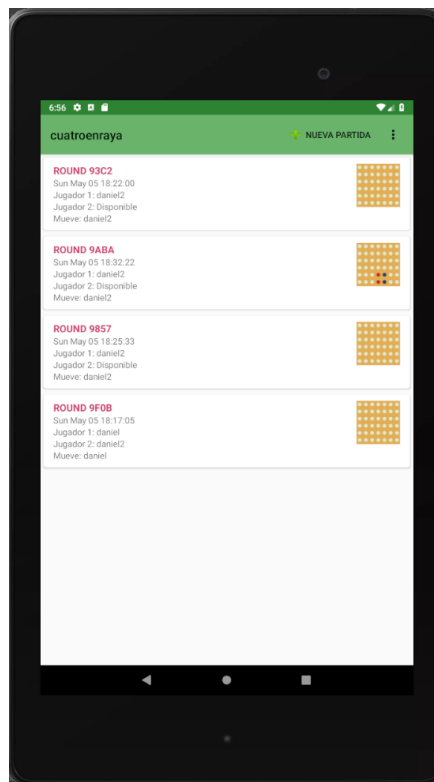 6:56
cuatroenraya
NUEVA PARTIDA
ROUND 93C2
Sun May 05 18:22:00
Jugador 1: daniel2
Jugador 2: Disponible
Mueve: daniel2
ROUND 9ABA
Sun May 05 18:32:22
Jugador 1: daniel2
Jugador 2: Disponible
Mueve: daniel2
ROUND 9857
Sun May 05 18:25:33
Jugador 1: daniel2
Jugador 2: Disponible
Mueve: daniel2
ROUND 9F0B
Sun May 05 18:17:05
Jugador 1: daniel
Jugador 2: daniel2
Mueve: daniel